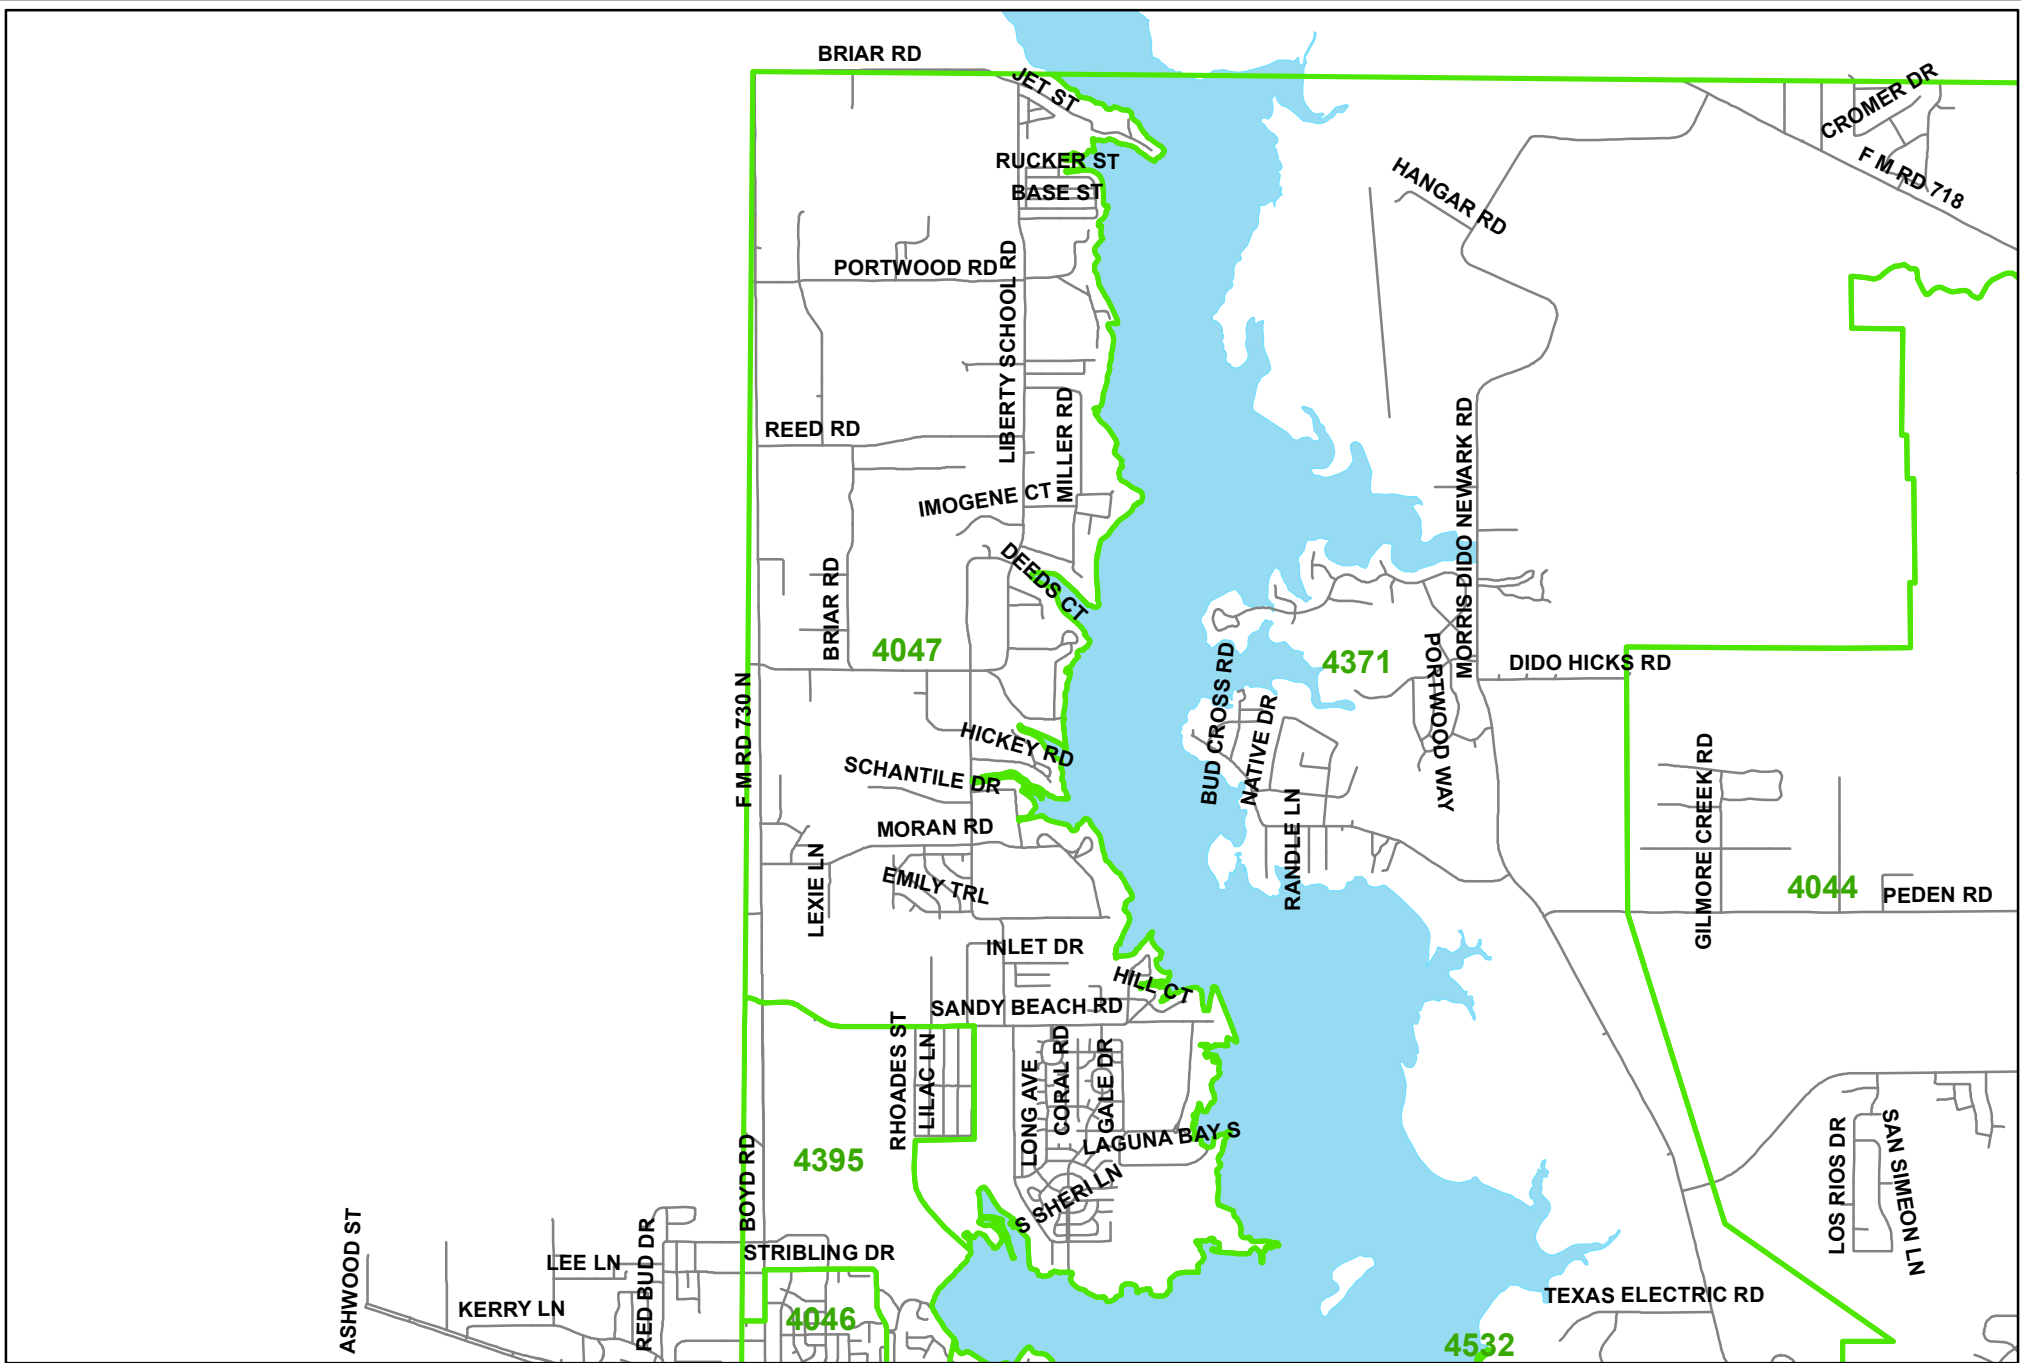 BRIAR RD
JET ST
CROMER DR
F M RD 718
RUCKER ST
BASE ST
HANGAR RD
PORTWOOD RD
LIBERTY SCHOOL RD
REED RD
MILLER RD
MORRIS DIDO NEWARK RD
IMOGENE CT
DEEDS CT
BRIAR RD
4047
4371
DIDO HICKS RD
BUD CROSS RD
PORTWOOD WAY
F M RD 730 N
NATIVE DR
HICKEY RD
SCHANTILE DR
GILMORE CREEK RD
MORAN RD
RANDLE LN
LEXIE LN
EMILY TRL
4044
PEDEN RD
INLET DR
HILL CT
SANDY BEACH RD
RHOADES ST
LILAC LN
LONG AVE
CORAL RD
GALE DR
LAGUNA BAY S
4395
BOYD RD
S SHERI LN
LOS RIOS DR
SAN SIMEON LN
ASHWOOD ST
LEE LN
RED BUD DR
STRIBLING DR
KERRY LN
4046
TEXAS ELECTRIC RD
4532